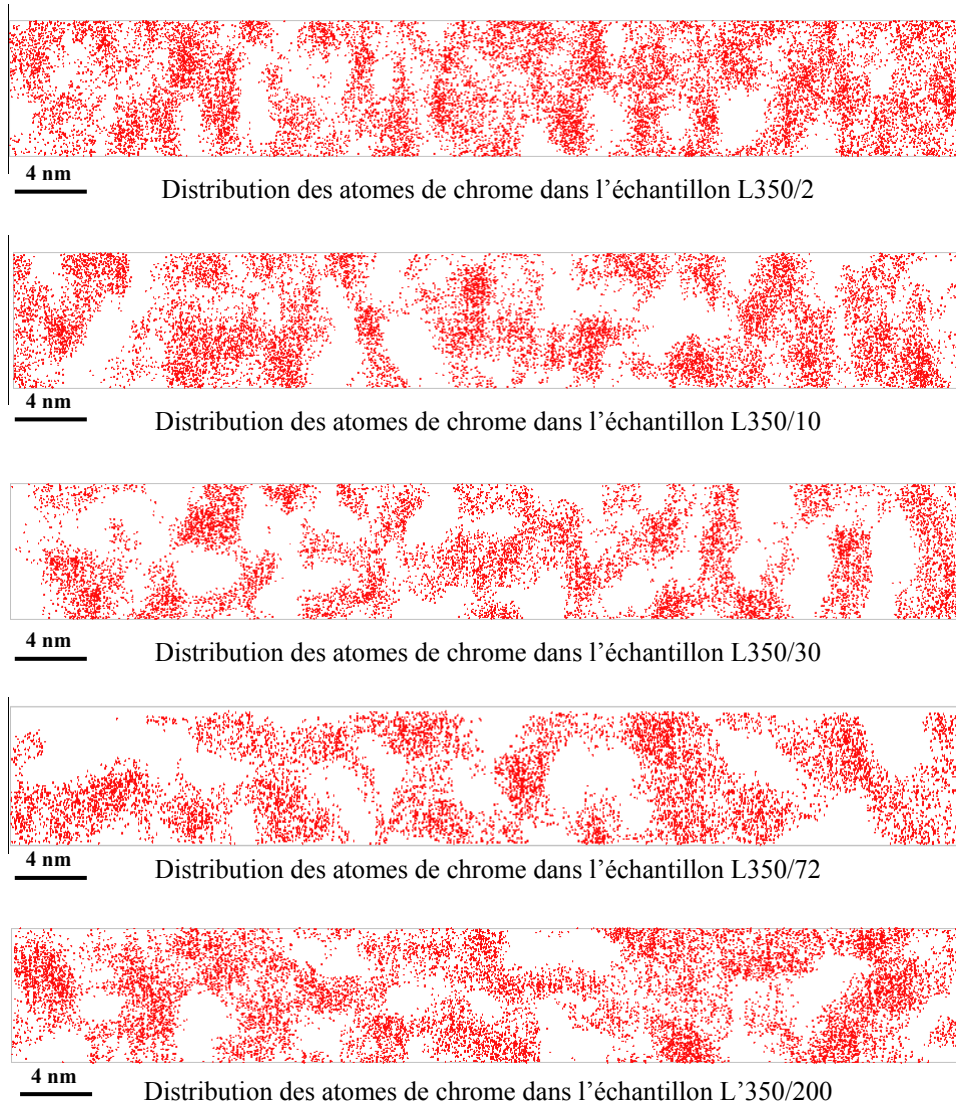 4 nm
Distribution des atomes de chrome dans l’échantillon L350/2
4 nm
Distribution des atomes de chrome dans l’échantillon L350/10
4 nm
Distribution des atomes de chrome dans l’échantillon L350/30
4 nm
Distribution des atomes de chrome dans l’échantillon L350/72
4 nm
Distribution des atomes de chrome dans l’échantillon L’350/200